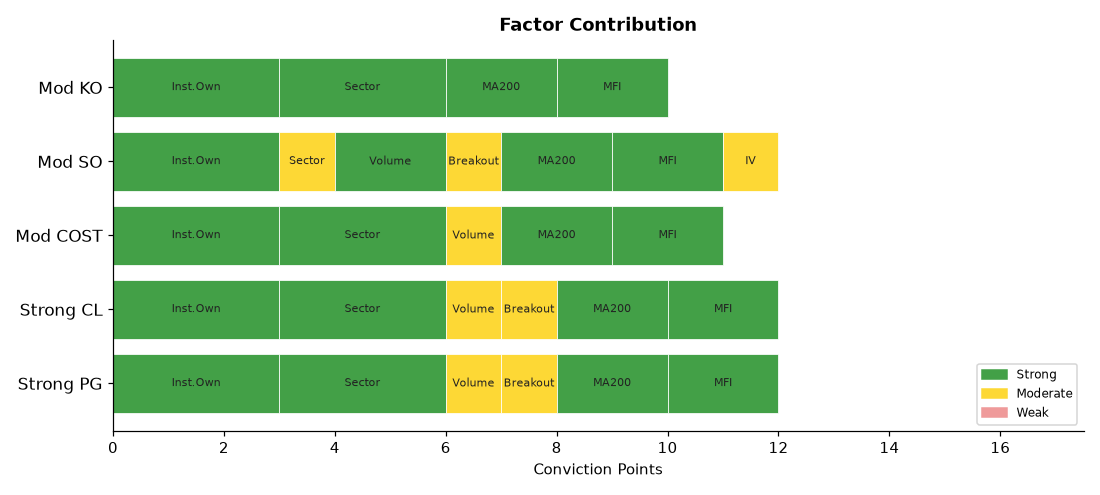 Factor Contribution
Mod KO
Inst.Own
Sector
MA200
MFI
Mod SO
Inst.Own
Sector
Volume
Breakout
MA200
MFI
IV
Mod COST
Inst.Own
Sector
Volume
MA200
MFI
Strong CL
Inst.Own
Sector
Volume
Breakout
MA200
MFI
Strong PG
Inst.Own
Sector
Volume
Breakout
MA200
MFI
Strong
Moderate
Weak
0 2 4 6 8 10 12 14 16
Conviction Points